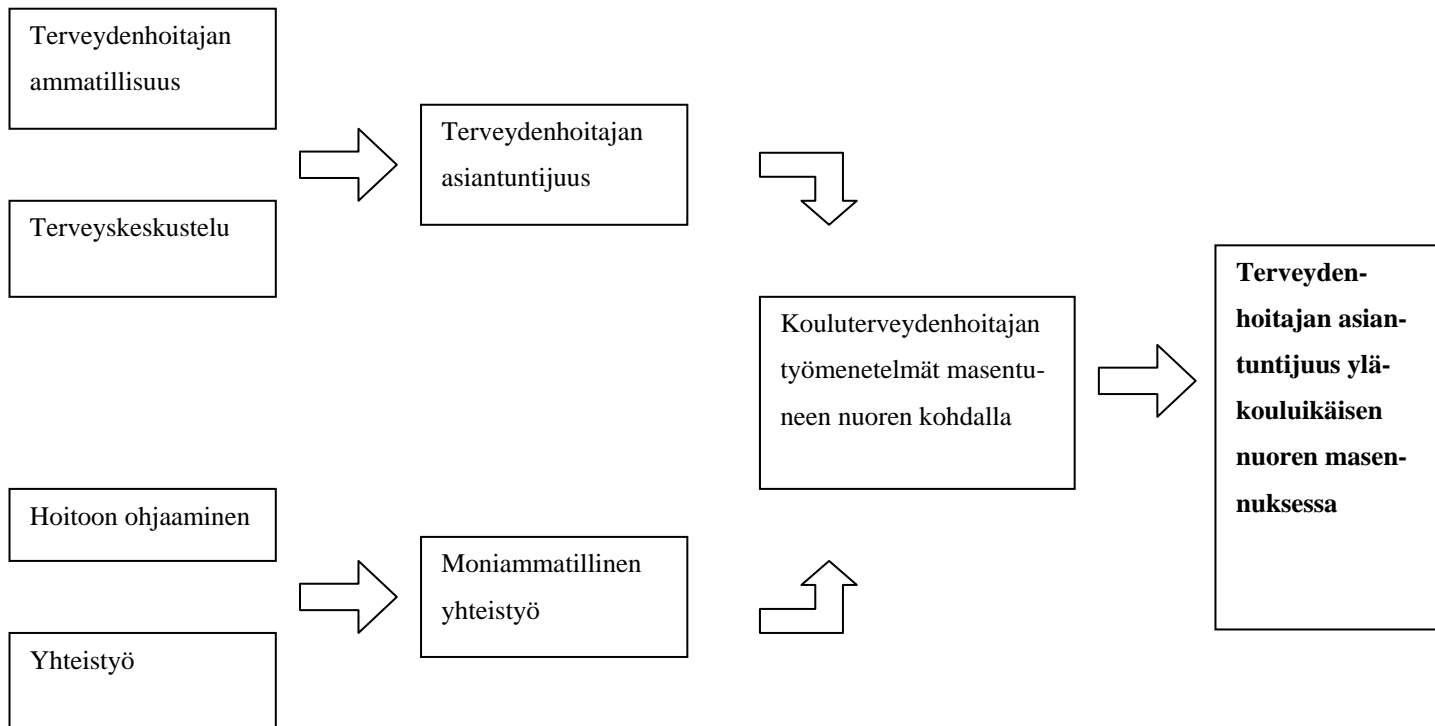 Terveydenhoitajan
ammatillisuus
Terveyskeskustelu
Terveydenhoitajan
asiantuntijuus
Hoitoon ohjaaminen
Yhteistyö
Moniammatillinen
yhteistyö
Kouluterveydenhoitajan
työmenetelmät masentu-
neen nuoren kohdalla
Terveyden-
hoitajan asian-
tuntijuus ylä-
kouluikäisen
nuoren masen-
nuksessa